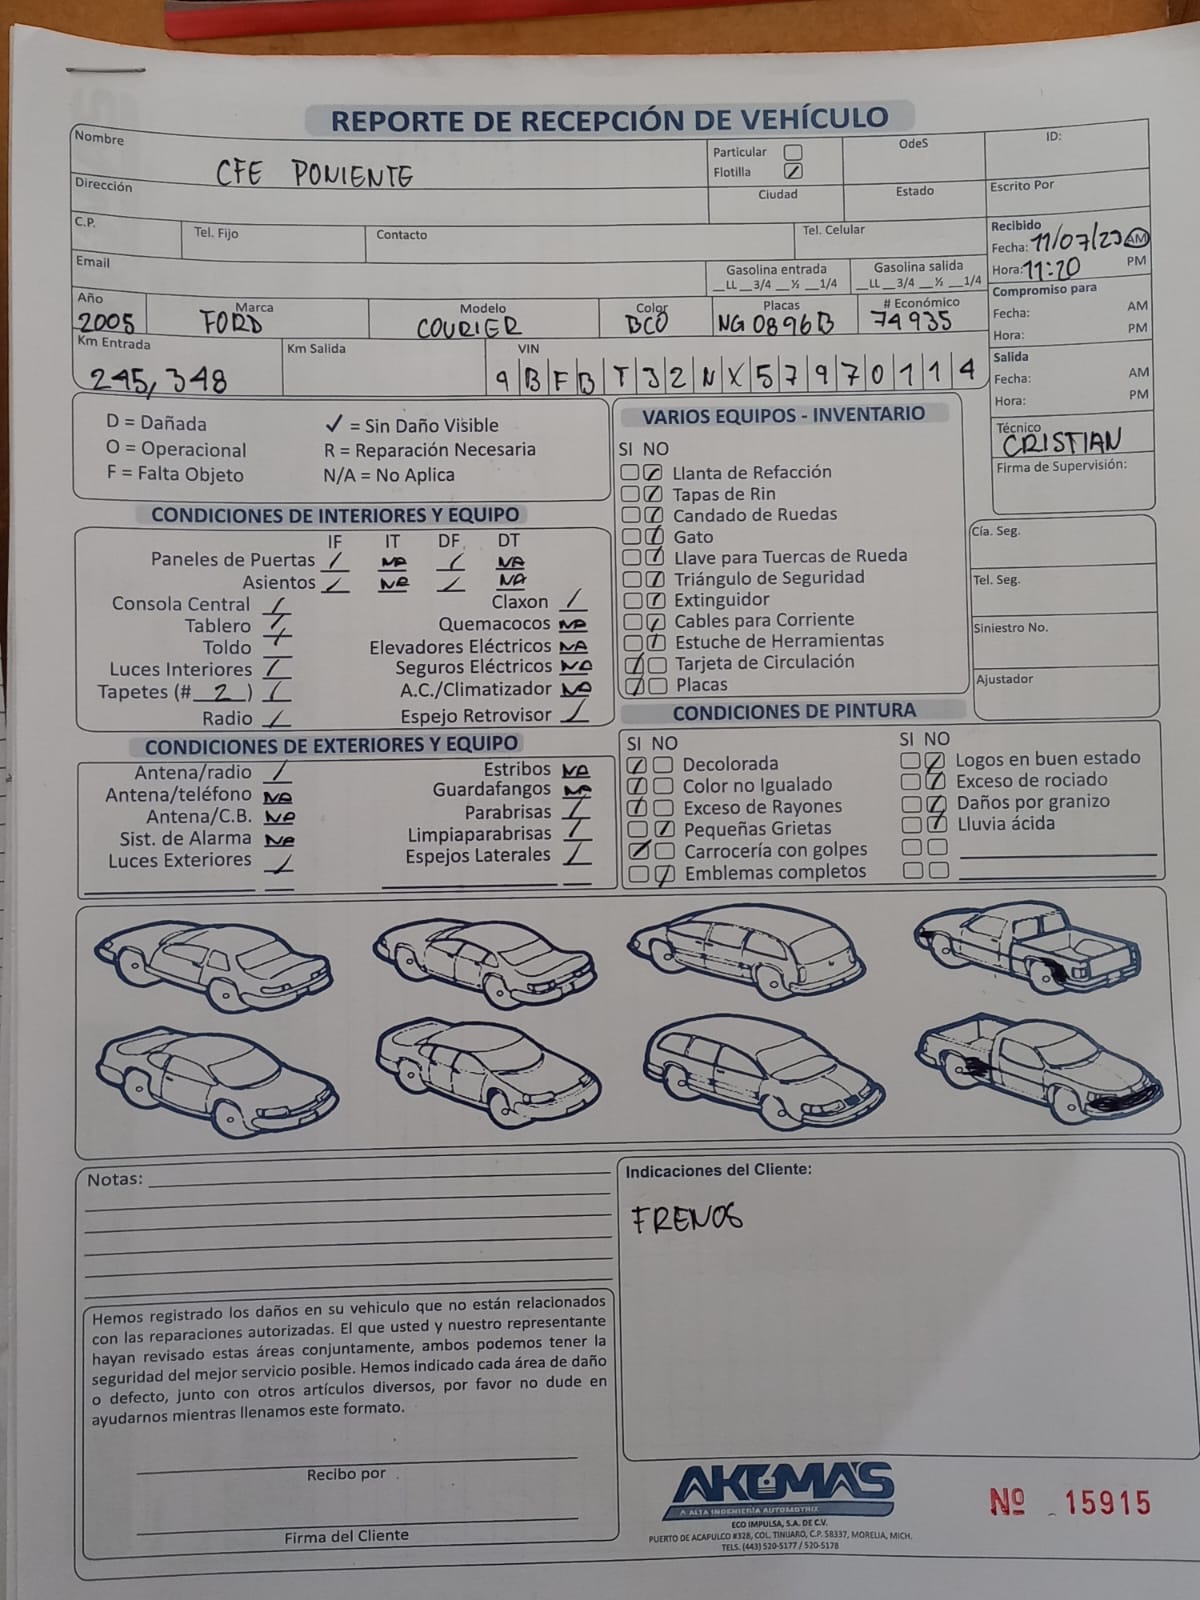 REPORTE DE RECEPCIÓN DE VEHÍCULO
Nombre
CFE PONIENTE
Particular
Flotilla
OdeS
ID:
Dirección
Ciudad
Estado
Escrito Por
C.P.
Tel. Fijo
Contacto
Tel. Celular
Recibido
Fecha: 11/07/23 AM
Hora: 11:20 PM
Email
Gasolina entrada
__LL __3/4 __½ __1/4
Gasolina salida
__LL __3/4 __½ __1/4
Compromiso para
Fecha: AM
Hora: PM
Año
2005
Marca
FORD
Modelo
COURIER
Color
BCO
Placas
NG 0896B
# Económico
74935
Km Entrada
245,348
Km Salida
VIN
9BFBT32NX57970114
Salida
Fecha: AM
Hora: PM
Técnico
CRISTIAN
Firma de Supervisión:
D = Dañada
✓ = Sin Daño Visible
O = Operacional
R = Reparación Necesaria
F = Falta Objeto
N/A = No Aplica
CONDICIONES DE INTERIORES Y EQUIPO
IF IT DF DT
Paneles de Puertas ✓ NA ✓ NA
Asientos ✓ NA ✓ NA
Consola Central ✓
Claxon ✓
Tablero ✓
Quemacocos NA
Toldo ✓
Elevadores Eléctricos NA
Luces Interiores ✓
Seguros Eléctricos NA
Tapetes (# 2 ) ✓
A.C./Climatizador NA
Radio ✓
Espejo Retrovisor ✓
VARIOS EQUIPOS - INVENTARIO
SI NO
Llanta de Refacción
Tapas de Rin
Candado de Ruedas
Gato
Llave para Tuercas de Rueda
Triángulo de Seguridad
Extinguidor
Cables para Corriente
Estuche de Herramientas
Tarjeta de Circulación
Placas
Cía. Seg.
Tel. Seg.
Siniestro No.
Ajustador
CONDICIONES DE EXTERIORES Y EQUIPO
Antena/radio ✓
Estribos NA
Antena/teléfono NA
Guardafangos NA
Antena/C.B. NA
Parabrisas ✓
Sist. de Alarma NA
Limpiaparabrisas ✓
Luces Exteriores ✓
Espejos Laterales ✓
CONDICIONES DE PINTURA
SI NO
Decolorada
Color no Igualado
Exceso de Rayones
Pequeñas Grietas
Carrocería con golpes
Emblemas completos
SI NO
Logos en buen estado
Exceso de rociado
Daños por granizo
Lluvia ácida
Notas:
Indicaciones del Cliente:
FRENOS
Hemos registrado los daños en su vehiculo que no están relacionados
con las reparaciones autorizadas. El que usted y nuestro representante
hayan revisado estas áreas conjuntamente, ambos podemos tener la
seguridad del mejor servicio posible. Hemos indicado cada área de daño
o defecto, junto con otros artículos diversos, por favor no dude en
ayudarnos mientras llenamos este formato.
Recibo por
Firma del Cliente
AKUMA'S
A ALTA INGENIERÍA AUTOMOTRIX
ECO IMPULSA, S.A. DE C.V.
PUERTO DE ACAPULCO #328, COL. TINIJARO, C.P. 58337, MORELIA, MICH.
TELS. (443) 520-5177 / 520-5178
Nº 15915